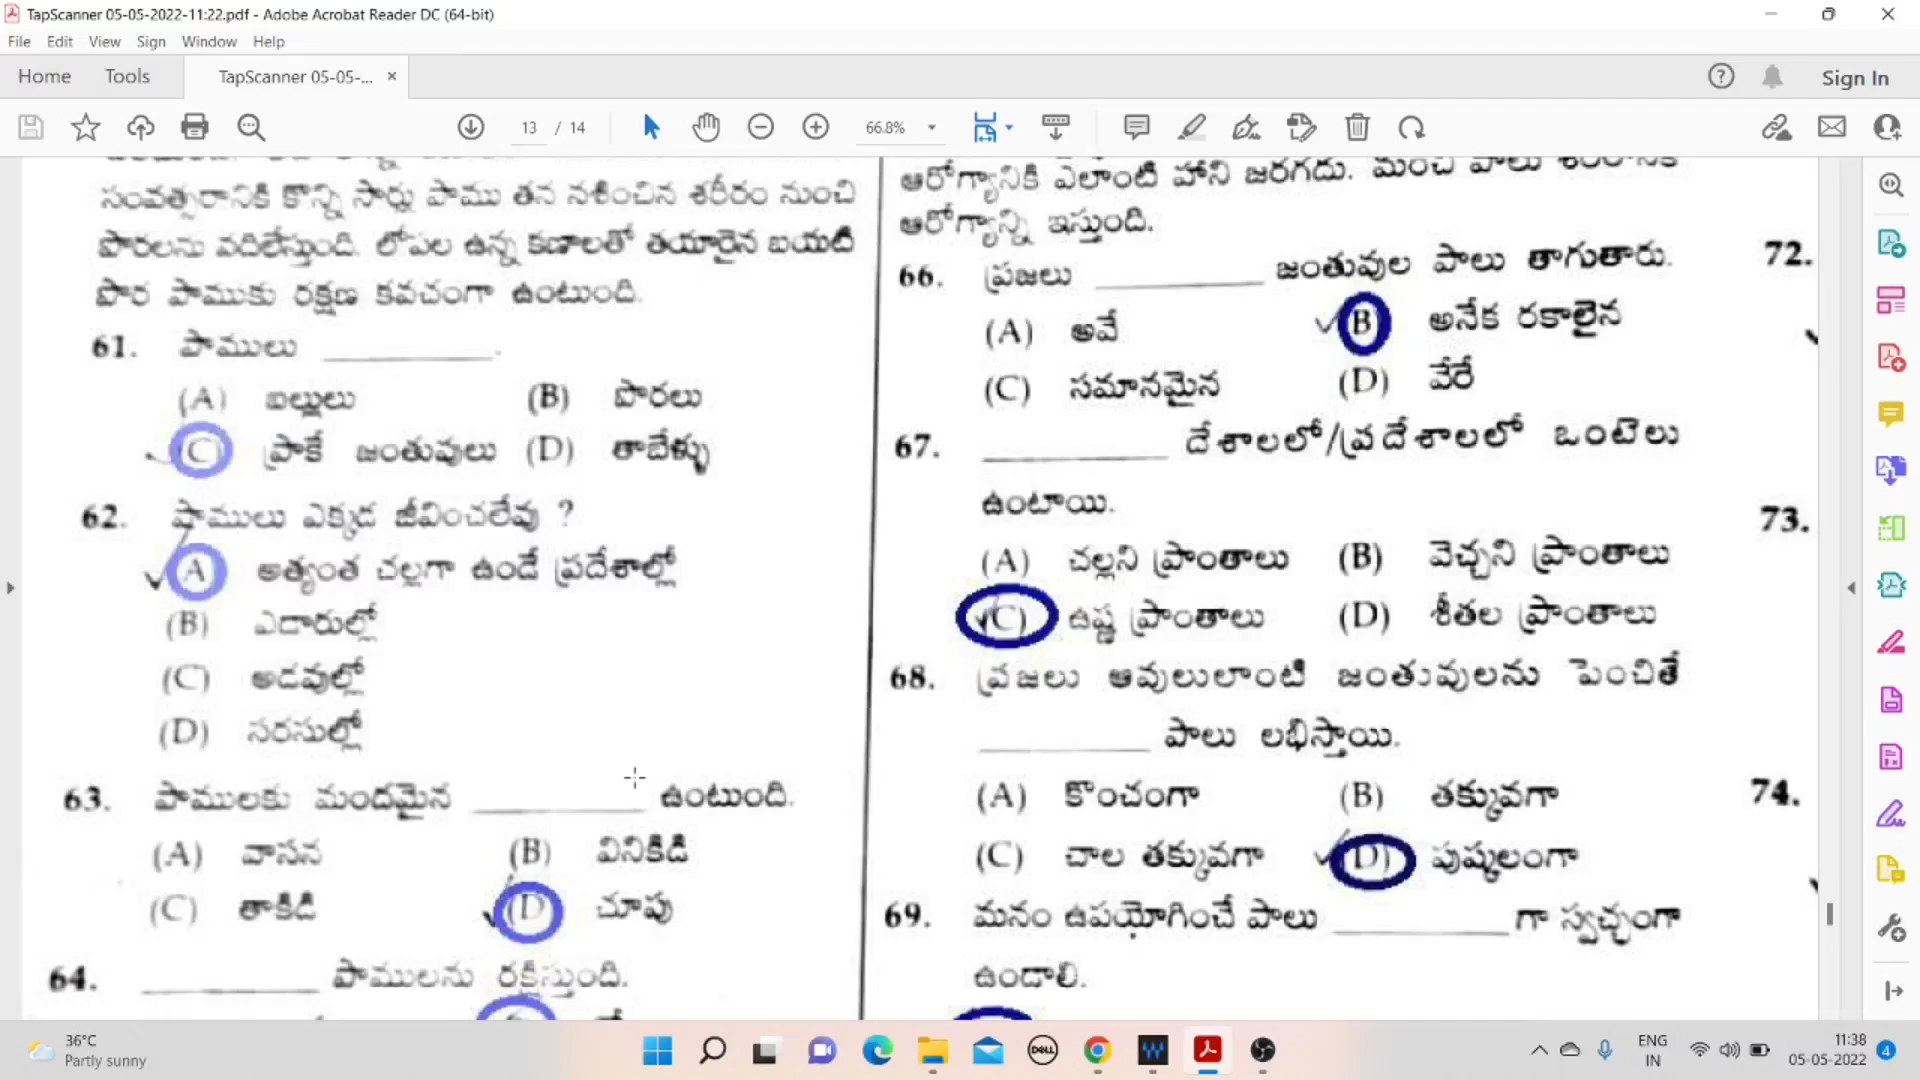 TapScanner 05-05-2022-11:22.pdf - Adobe Acrobat Reader DC (64-bit)
File Edit View Sign Window Help
Home Tools TapScanner 05-05-... × Sign In
13 / 14 66.8%
సంవత్సరానికి కొన్ని సార్లు పాము తన నశించిన శరీరం నుంచి
పొరలను వదిలేస్తుంది. లోపల ఉన్న కణాలతో తయారైన బయటి
పొర పాముకు రక్షణ కవచంగా ఉంటుంది.
61. పాములు ________.
(A) బల్లులు (B) పొరలు
(C) ప్రాకే జంతువులు (D) తాబేళ్ళు
62. పాములు ఎక్కడ జీవించలేవు ?
(A) అత్యంత చల్లగా ఉండే ప్రదేశాల్లో
(B) ఎడారుల్లో
(C) అడవుల్లో
(D) సరసుల్లో
63. పాములకు మందమైన ________ ఉంటుంది.
(A) వాసన (B) వినికిడి
(C) తాకిడి (D) చూపు
64. ________ పాములను రక్షిస్తుంది.
ఆరోగ్యానికి ఎలాంటి హాని జరగదు. మంచి పాలు శరీరానికి
ఆరోగ్యాన్ని ఇస్తుంది.
66. ప్రజలు ________ జంతువుల పాలు తాగుతారు.
(A) అవే (B) అనేక రకాలైన
(C) సమానమైన (D) వేరే
67. ________ దేశాలలో/ప్రదేశాలలో ఒంటెలు
ఉంటాయి.
(A) చల్లని ప్రాంతాలు (B) వెచ్చని ప్రాంతాలు
(C) ఉష్ణ ప్రాంతాలు (D) శీతల ప్రాంతాలు
68. ప్రజలు ఆవులులాంటి జంతువులను పెంచితే
________ పాలు లభిస్తాయి.
(A) కొంచంగా (B) తక్కువగా
(C) చాల తక్కువగా (D) పుష్కలంగా
69. మనం ఉపయోగించే పాలు ________ గా స్వచ్ఛంగా
ఉండాలి.
72.
73.
74.
36°C
Partly sunny
DELL
ENG
IN
11:38
05-05-2022
4